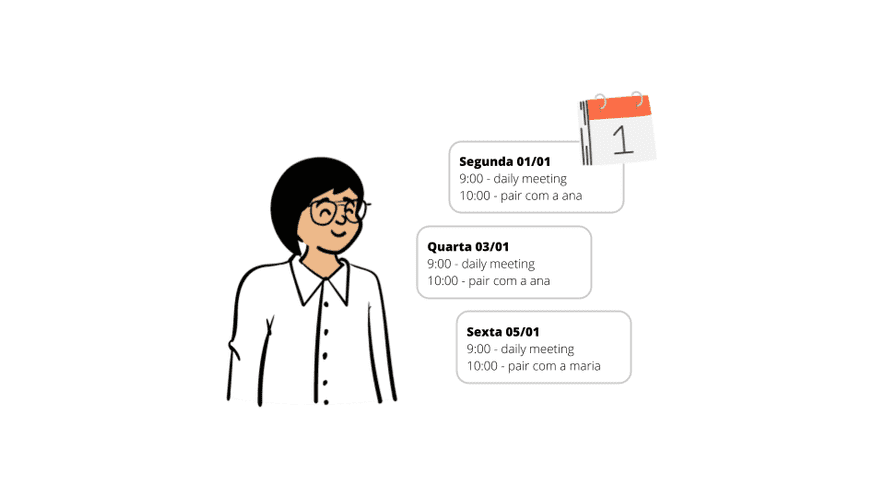 1
Segunda 01/01
9:00 - daily meeting
10:00 - pair com a ana
Quarta 03/01
9:00 - daily meeting
10:00 - pair com a ana
Sexta 05/01
9:00 - daily meeting
10:00 - pair com a maria